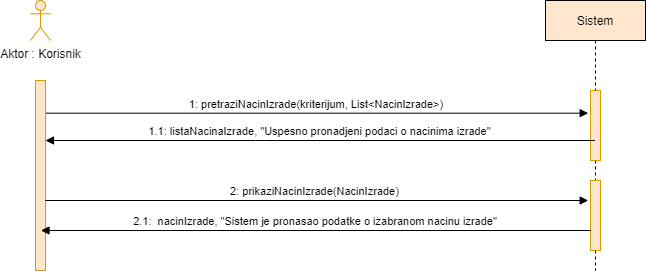 Sistem
Aktor : Korisnik
1: pretraziNacinIzrade(kriterijum, List<NacinIzrade>)
1.1: listaNacinaIzrade, "Uspesno pronadjeni podaci o nacinima izrade"
2: prikaziNacinIzrade(NacinIzrade)
2.1: nacinIzrade, "Sistem je pronasao podatke o izabranom nacinu izrade"